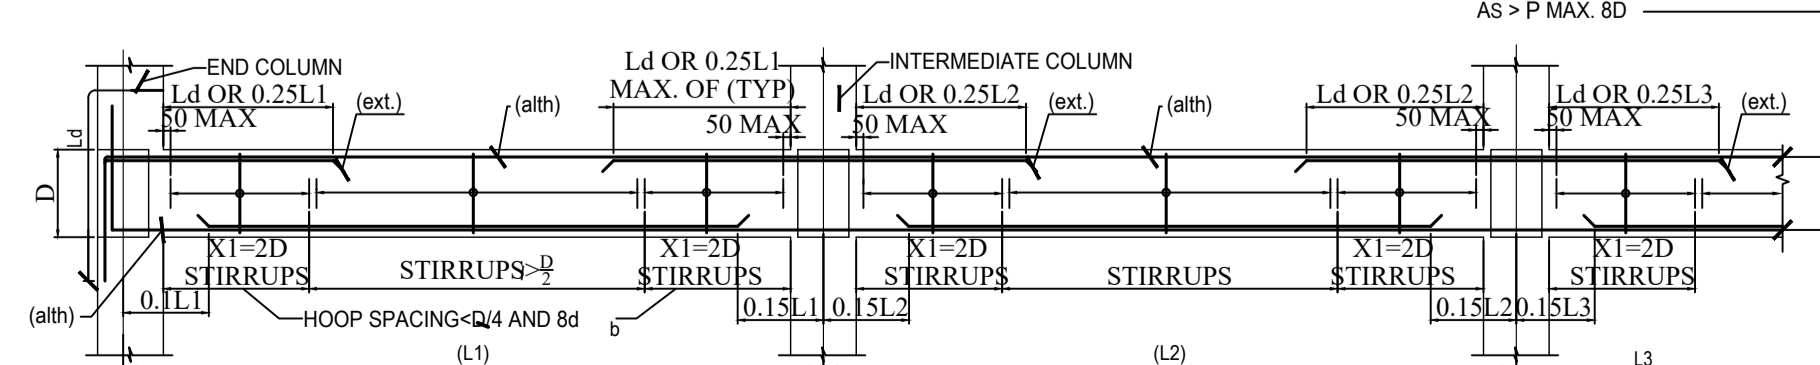 AS > P MAX. 8D
END COLUMN
Ld OR 0.25L1
MAX. OF (TYP)
INTERMEDIATE COLUMN
Ld OR 0.25L1
50 MAX
(ext.)
(alth)
50 MAX
Ld OR 0.25L2
50 MAX
(ext.)
(alth)
Ld OR 0.25L2
50 MAX
Ld OR 0.25L3
50 MAX
(ext.)
Ld
D
X1=2D
STIRRUPS
STIRRUPS>D/2
X1=2D
STIRRUPS
X1=2D
STIRRUPS
STIRRUPS
X1=2D
STIRRUPS
X1=2D
STIRRUPS
(alth)
0.1L1
HOOP SPACING<D/4 AND 8d
b
0.15L1
0.15L2
0.15L2
0.15L3
(L1)
(L2)
L3